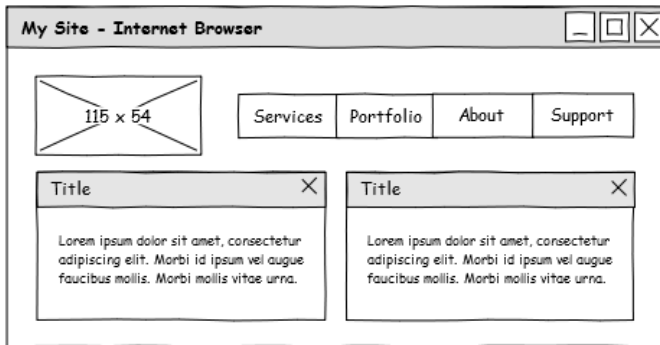 My Site - Internet Browser
115 x 54
Services
Portfolio
About
Support
Title
Lorem ipsum dolor sit amet, consectetur
adipiscing elit. Morbi id ipsum vel augue
faucibus mollis. Morbi mollis vitae urna.
Title
Lorem ipsum dolor sit amet, consectetur
adipiscing elit. Morbi id ipsum vel augue
faucibus mollis. Morbi mollis vitae urna.